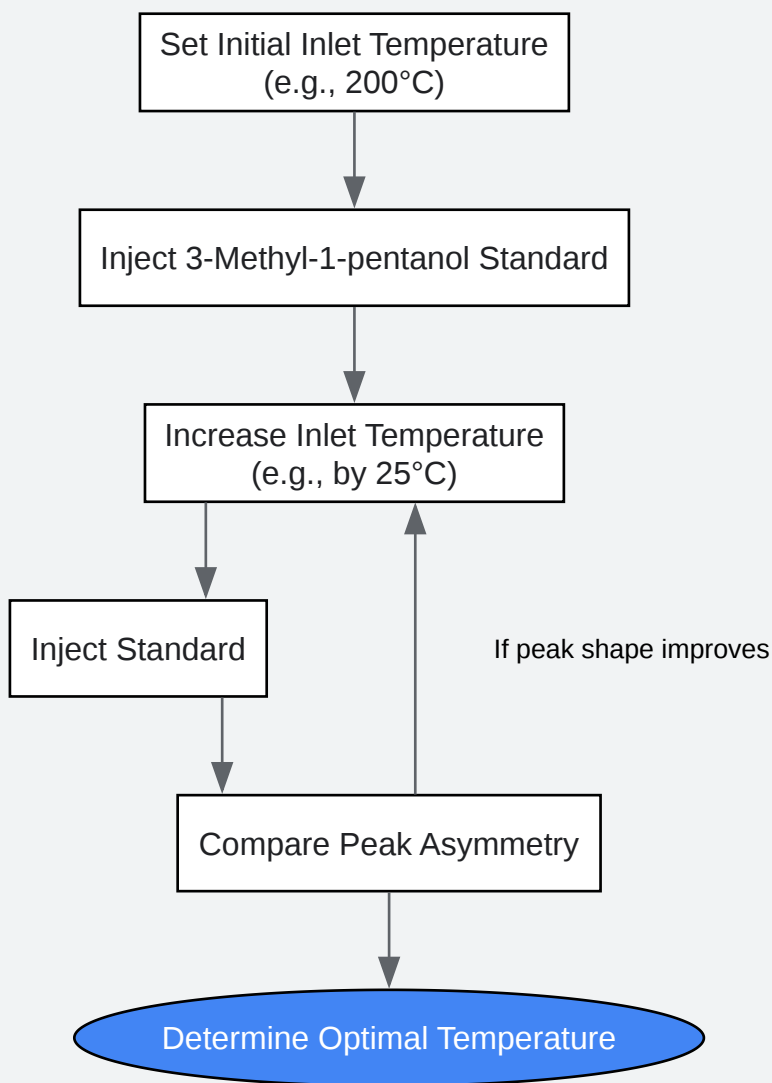 Set Initial Inlet Temperature
(e.g., 200°C)
Inject 3-Methyl-1-pentanol Standard
Increase Inlet Temperature
(e.g., by 25°C)
Inject Standard
If peak shape improves
Compare Peak Asymmetry
Determine Optimal Temperature